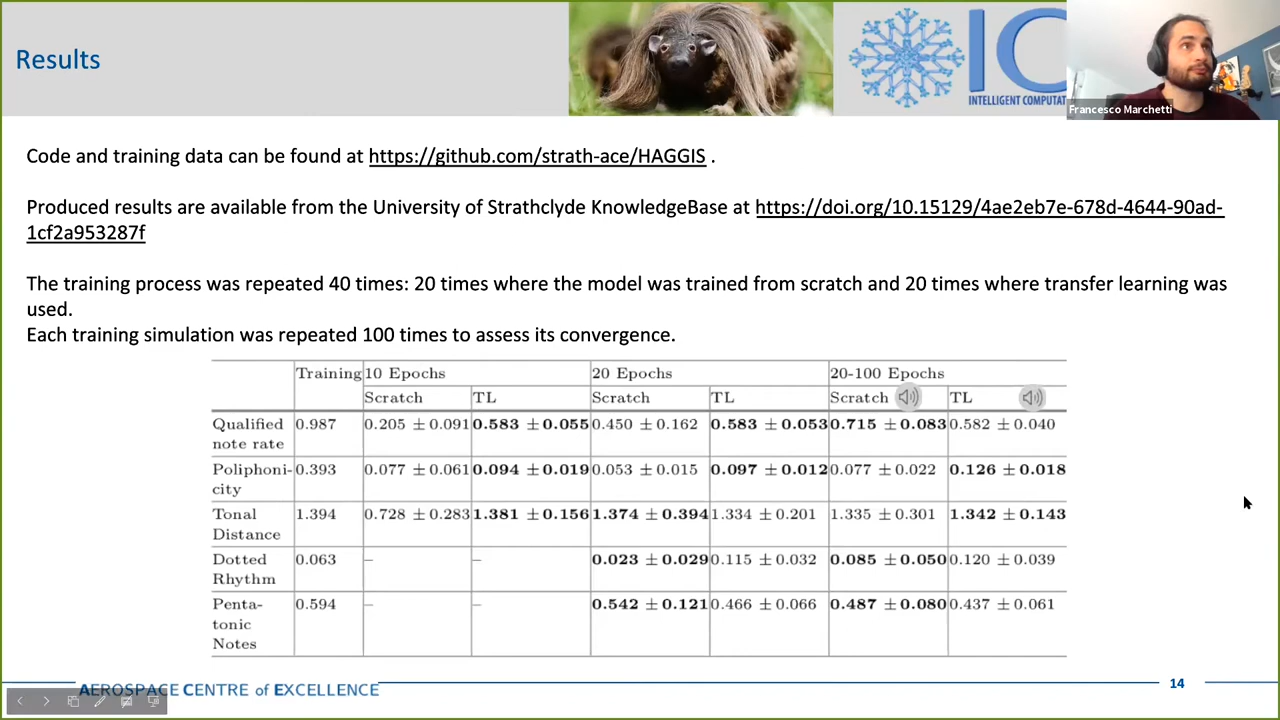 Results
IC
INTELLIGENT COMPUTAT
Francesco Marchetti
Code and training data can be found at https://github.com/strath-ace/HAGGIS .
Produced results are available from the University of Strathclyde KnowledgeBase at https://doi.org/10.15129/4ae2eb7e-678d-4644-90ad-
1cf2a953287f
The training process was repeated 40 times: 20 times where the model was trained from scratch and 20 times where transfer learning was
used.
Each training simulation was repeated 100 times to assess its convergence.
Training 10 Epochs 20 Epochs 20-100 Epochs
Scratch TL Scratch TL Scratch TL
Qualified 0.987 0.205 ±0.091 0.583 ±0.055 0.450 ±0.162 0.583 ±0.053 0.715 ±0.083 0.582 ±0.040
note rate
Poliphoni- 0.393 0.077 ±0.061 0.094 ±0.019 0.053 ±0.015 0.097 ±0.012 0.077 ±0.022 0.126 ±0.018
city
Tonal 1.394 0.728 ±0.283 1.381 ±0.156 1.374 ±0.394 1.334 ±0.201 1.335 ±0.301 1.342 ±0.143
Distance
Dotted 0.063 – – 0.023 ±0.029 0.115 ±0.032 0.085 ±0.050 0.120 ±0.039
Rhythm
Penta- 0.594 – – 0.542 ±0.121 0.466 ±0.066 0.487 ±0.080 0.437 ±0.061
tonic
Notes
AEROSPACE CENTRE of EXCELLENCE
14